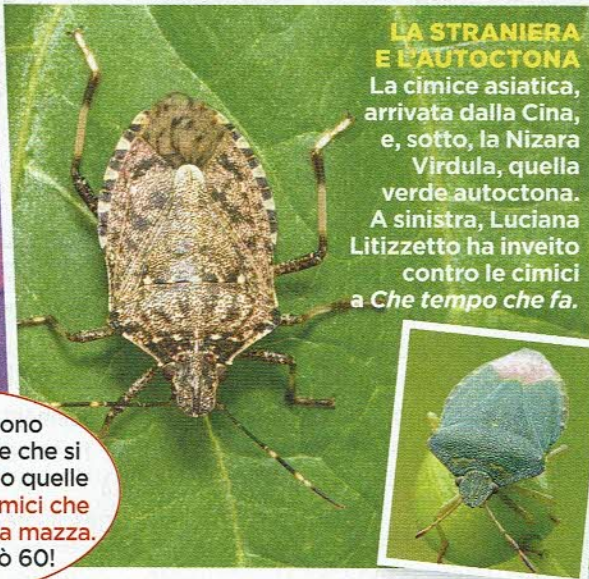 LA STRANIERA
E L'AUTOCTONA
La cimice asiatica,
arrivata dalla Cina,
e, sotto, la Nizara
Virdula, quella
verde autoctona.
A sinistra, Luciana
Litizzetto ha inveito
contro le cimici
a Che tempo che fa.
ono
e che si
o quelle
mici che
a mazza.
ò 60!